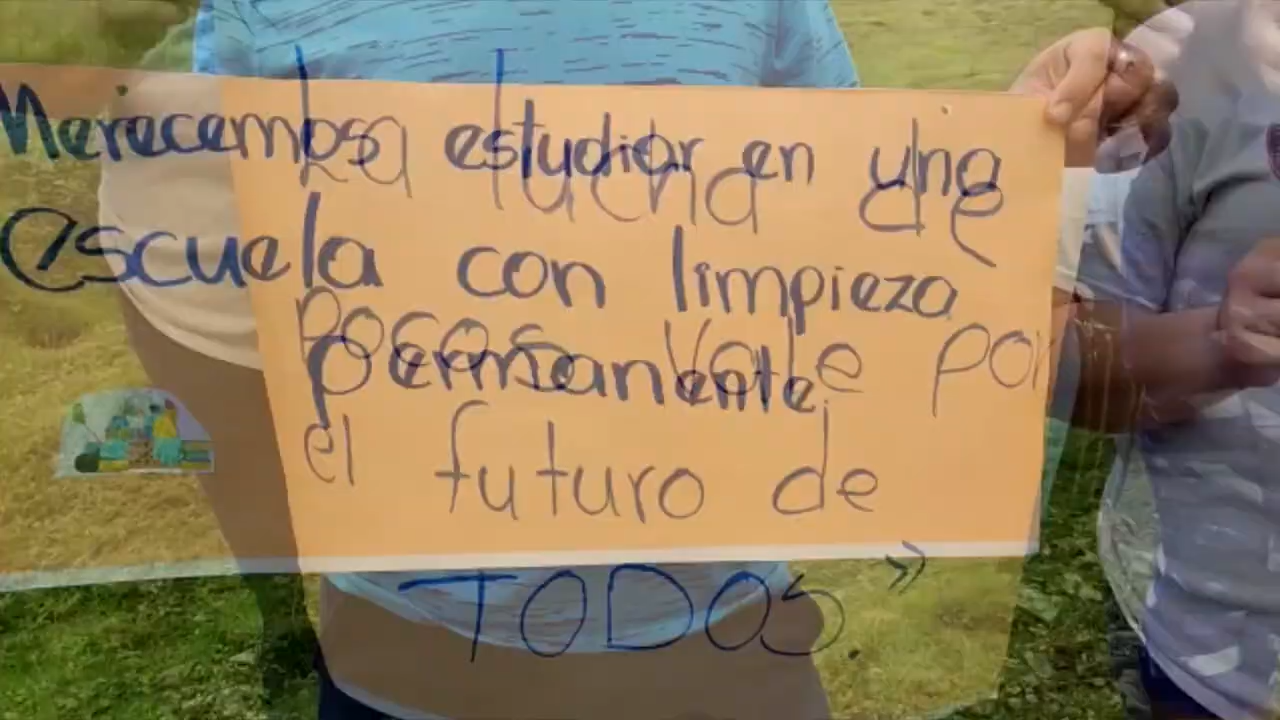 Merecemos estudiar en una
escuela con limpieza
permanente
La lucha de
pocos vale por
el futuro de
TODOS"